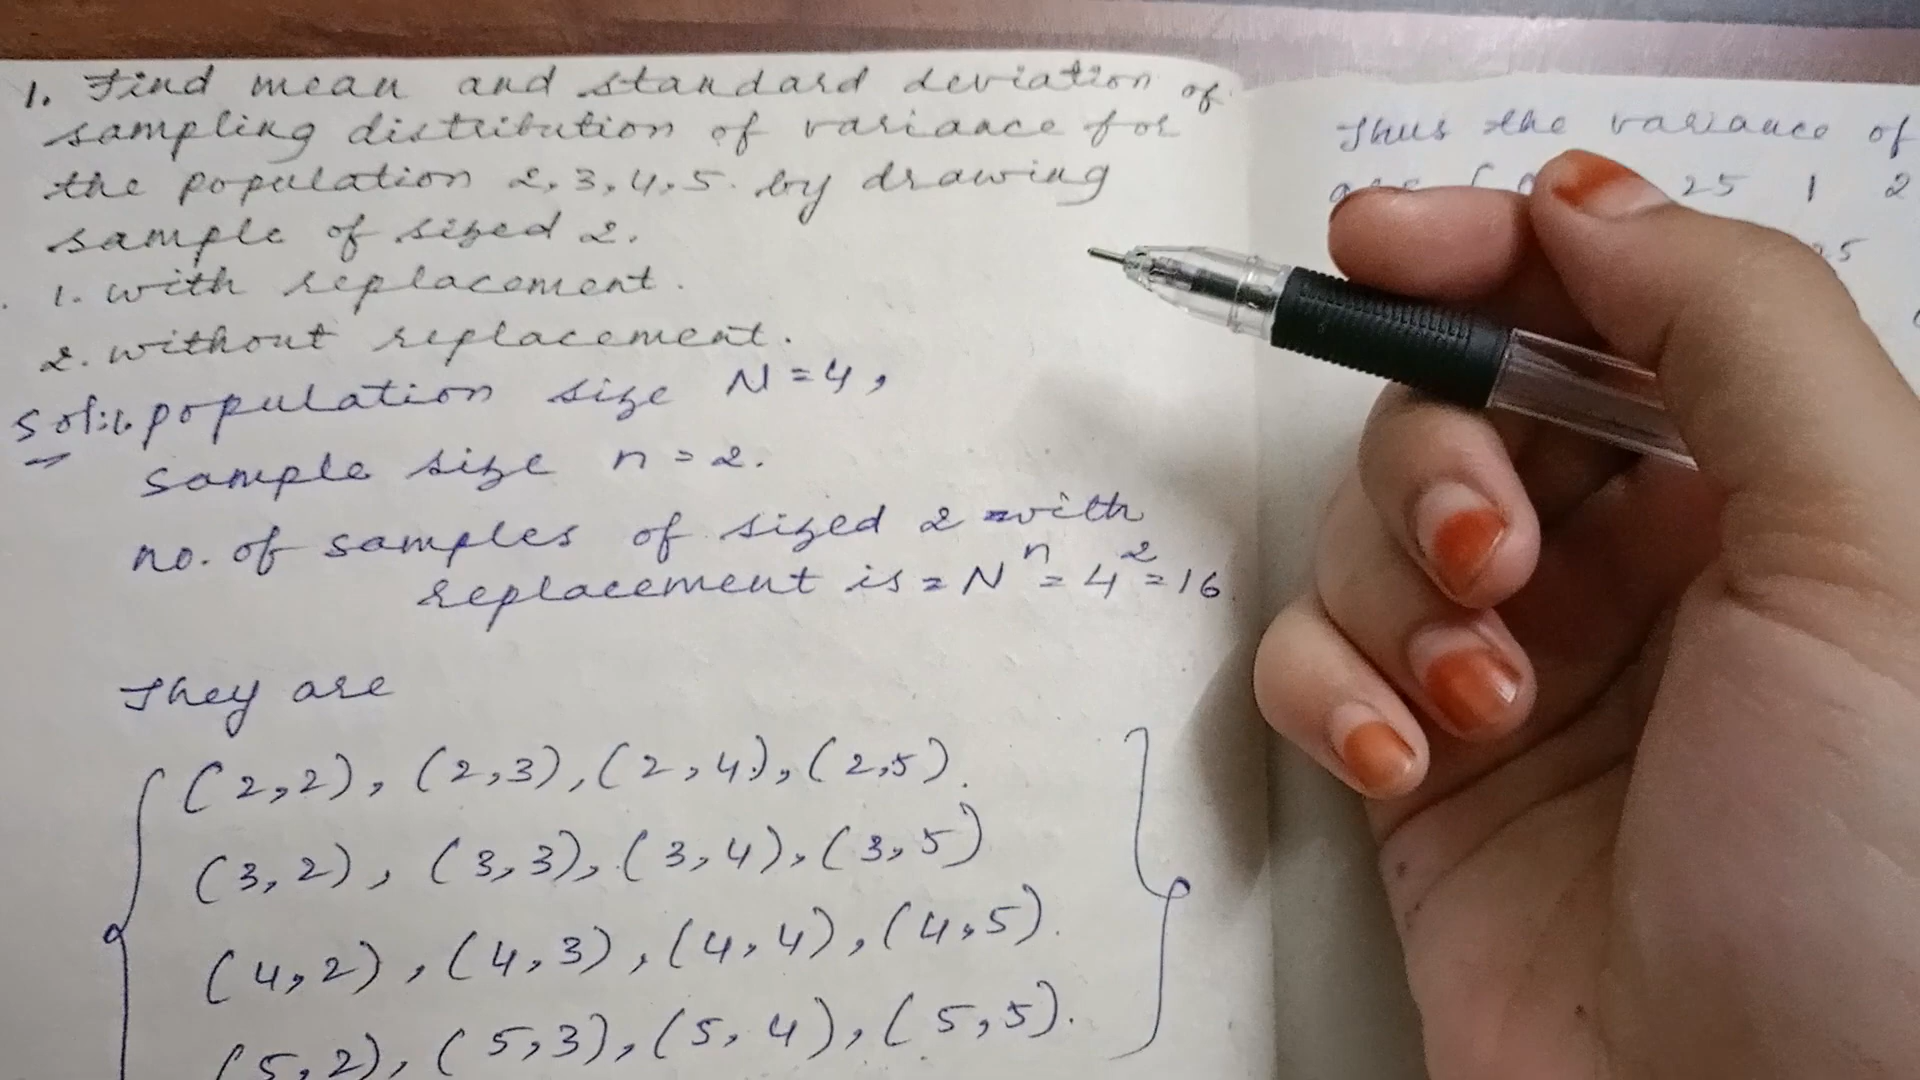 1. Find mean and standard deviation of
sampling distribution of variance for
the population 2, 3, 4, 5. by drawing
sample of sized 2.
1. with replacement.
2. without replacement.
Sol:1. population size N = 4,
sample size n = 2.
no. of samples of sized 2 with
replacement is = N^n = 4^2 = 16
They are
{ (2,2), (2,3), (2,4), (2,5).
(3,2), (3,3), (3,4), (3,5)
(4,2), (4,3), (4,4), (4,5).
(5,2), (5,3), (5,4), (5,5). }
Thus the variance of
25 1 2